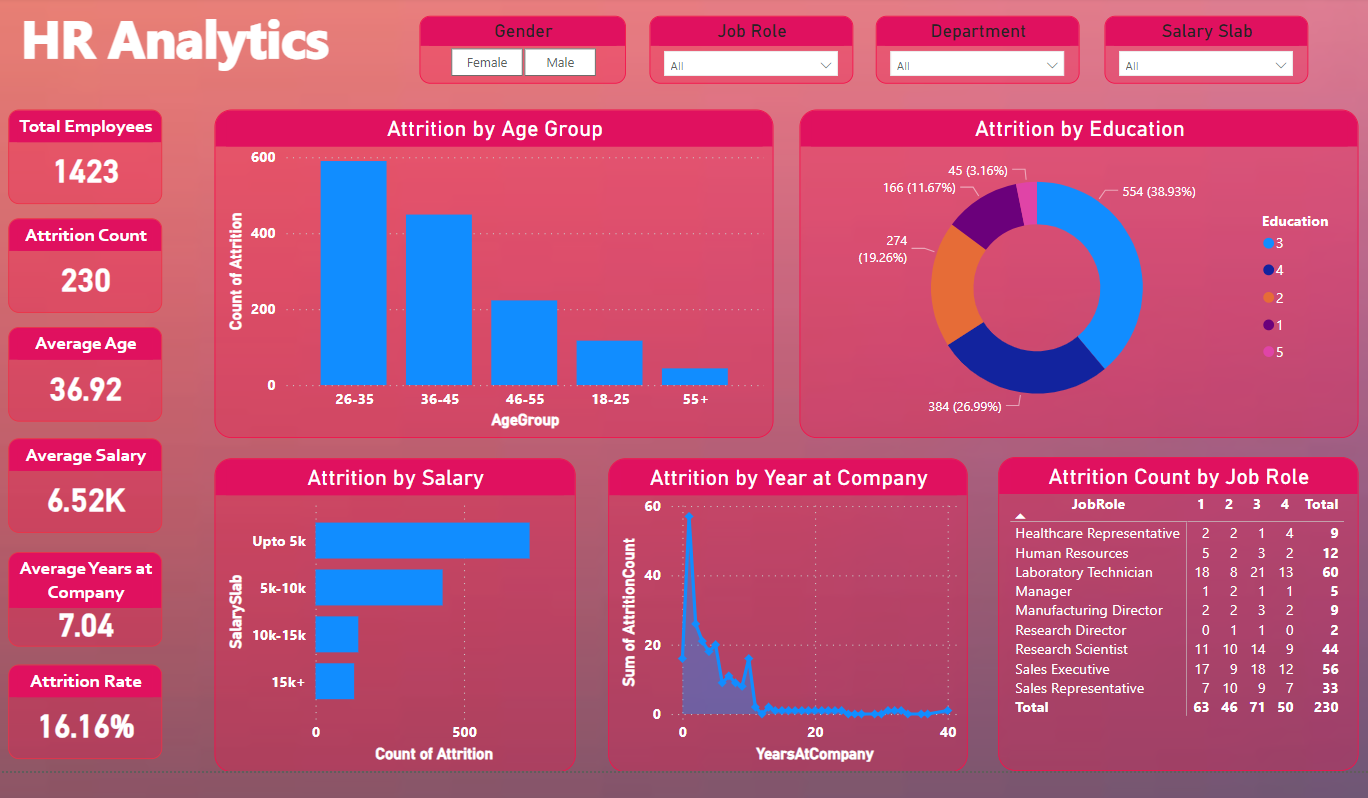 HR Analytics
Gender
Female Male
Job Role
All
Department
All
Salary Slab
All
Total Employees
1423
Attrition Count
230
Average Age
36.92
Average Salary
6.52K
Average Years at
Company
7.04
Attrition Rate
16.16%
Attrition by Age Group
Count of Attrition
600
400
200
0
26-35 36-45 46-55 18-25 55+
AgeGroup
Attrition by Education
45 (3.16%)
166 (11.67%)
554 (38.93%)
274
(19.26%)
384 (26.99%)
Education
3
4
2
1
5
Attrition by Salary
SalarySlab
Upto 5k
5k-10k
10k-15k
15k+
0 500
Count of Attrition
Attrition by Year at Company
Sum of AttritionCount
60
40
20
0
0 20 40
YearsAtCompany
Attrition Count by Job Role
JobRole 1 2 3 4 Total
Healthcare Representative 2 2 1 4 9
Human Resources 5 2 3 2 12
Laboratory Technician 18 8 21 13 60
Manager 1 2 1 1 5
Manufacturing Director 2 2 3 2 9
Research Director 0 1 1 0 2
Research Scientist 11 10 14 9 44
Sales Executive 17 9 18 12 56
Sales Representative 7 10 9 7 33
Total 63 46 71 50 230